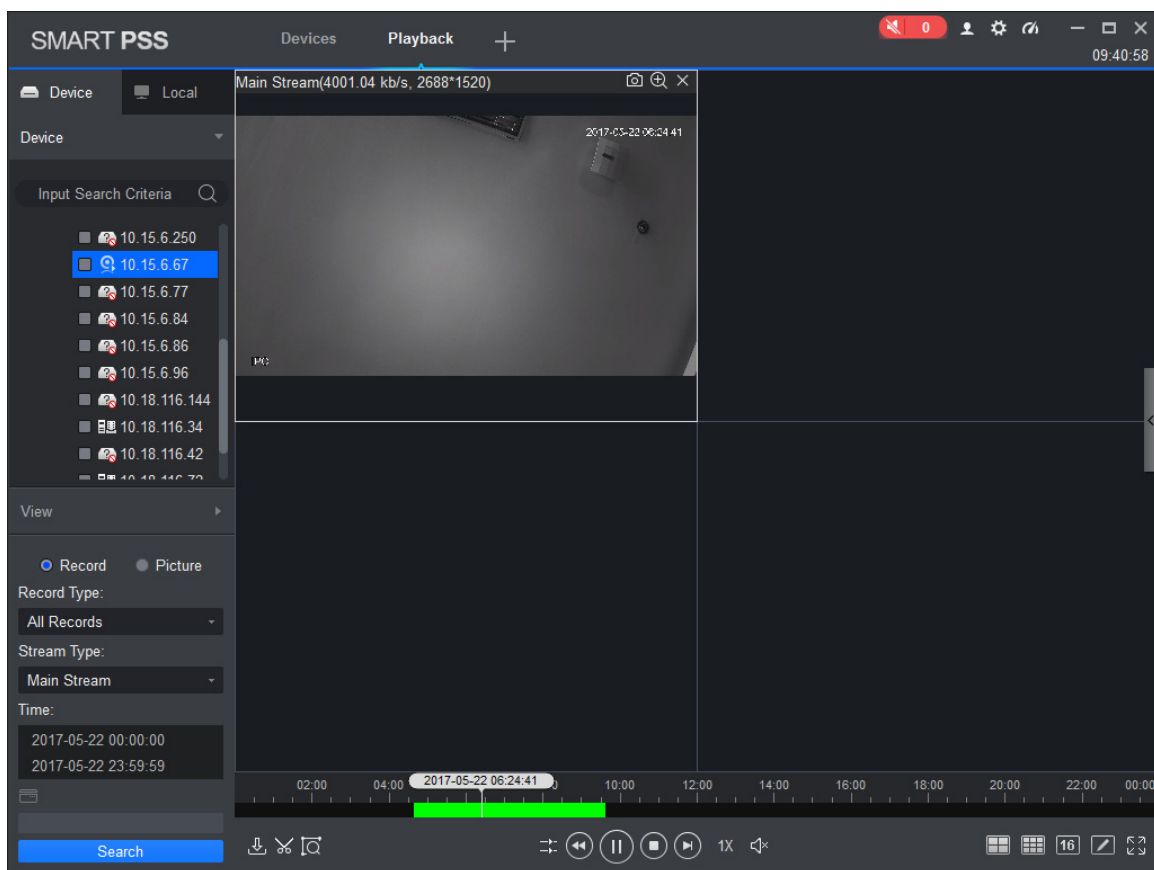 SMART PSS
Devices
Playback
0
09:40:58
Device
Local
Main Stream(4001.04 kb/s, 2688*1520)
Device
2017-05-22 06:24:41
Input Search Criteria
10.15.6.250
10.15.6.67
10.15.6.77
10.15.6.84
10.15.6.86
10.15.6.96
IPC
10.18.116.144
10.18.116.34
10.18.116.42
View
Record
Picture
Record Type:
All Records
Stream Type:
Main Stream
Time:
2017-05-22 00:00:00
2017-05-22 23:59:59
02:00 04:00 2017-05-22 06:24:41 10:00 12:00 14:00 16:00 18:00 20:00 22:00 00:00
Search
1X
16